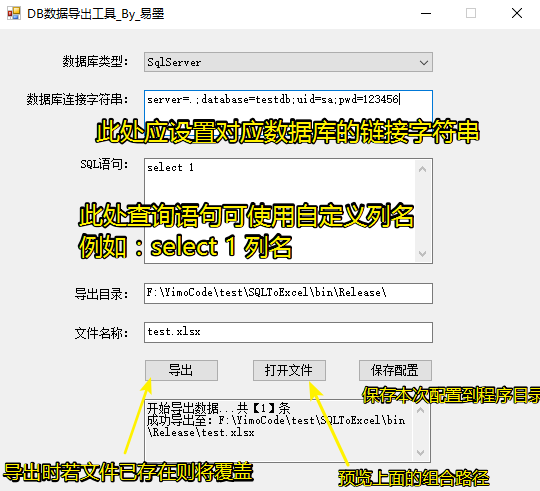 DB数据导出工具_By_易墨
数据库类型： SqlServer
数据库连接字符串： server=.;database=testdb;uid=sa;pwd=123456
此处应设置对应数据库的链接字符串
SQL语句： select 1
此处查询语句可使用自定义列名
例如：select 1 列名
导出目录： F:\YimoCode\test\SQLToExcel\bin\Release\
文件名称： test.xlsx
导出 打开文件 保存配置
保存本次配置到程序目录
开始导出数据...共【1】条
成功导出至：F:\YimoCode\test\SQLToExcel\bin
\Release\test.xlsx
导出时若文件已存在则将覆盖
预览上面的组合路径